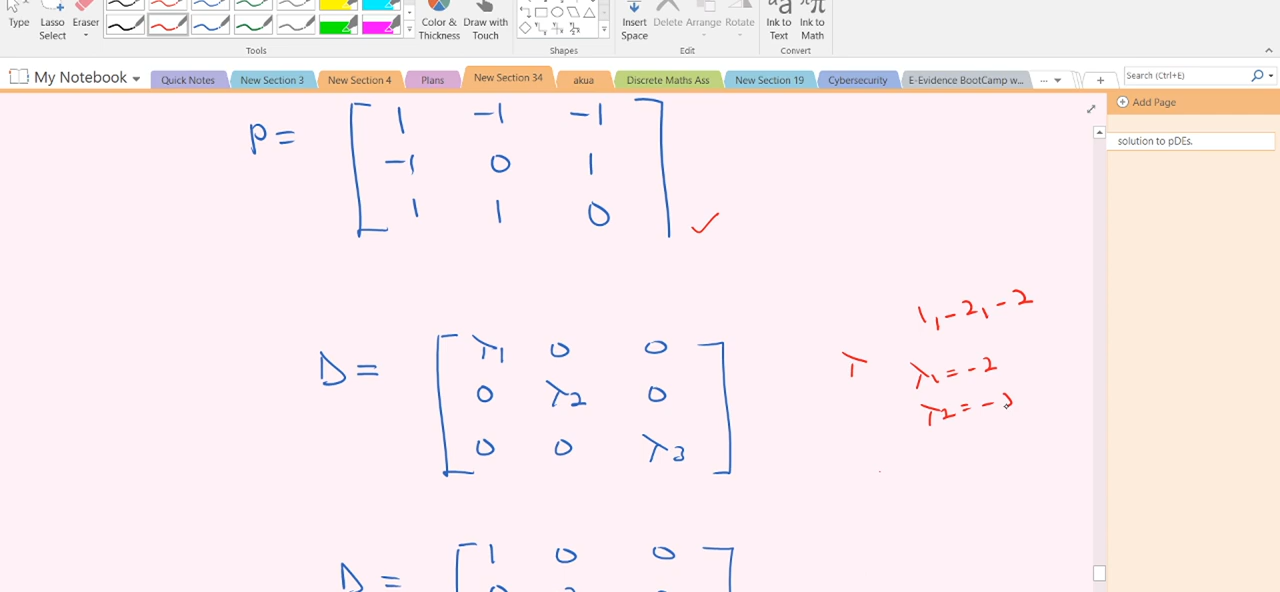 Type Lasso Select Eraser Color & Thickness Draw with Touch Insert Space Delete Arrange Rotate Ink to Text Ink to Math
Tools Shapes Edit Convert
My Notebook Quick Notes New Section 3 New Section 4 Plans New Section 34 akua Discrete Maths Ass New Section 19 Cybersecurity E-Evidence BootCamp w... ... + Search (Ctrl+E)
+ Add Page
solution to pDEs.
P = [ 1 -1 -1
-1 0 1
1 1 0 ] ✓
1, -2, -2
D = [ λ1 0 0
0 λ2 0
0 0 λ3 ]
λ
λ1 = -2
λ2 = -
D = [ 1 0 0 ]